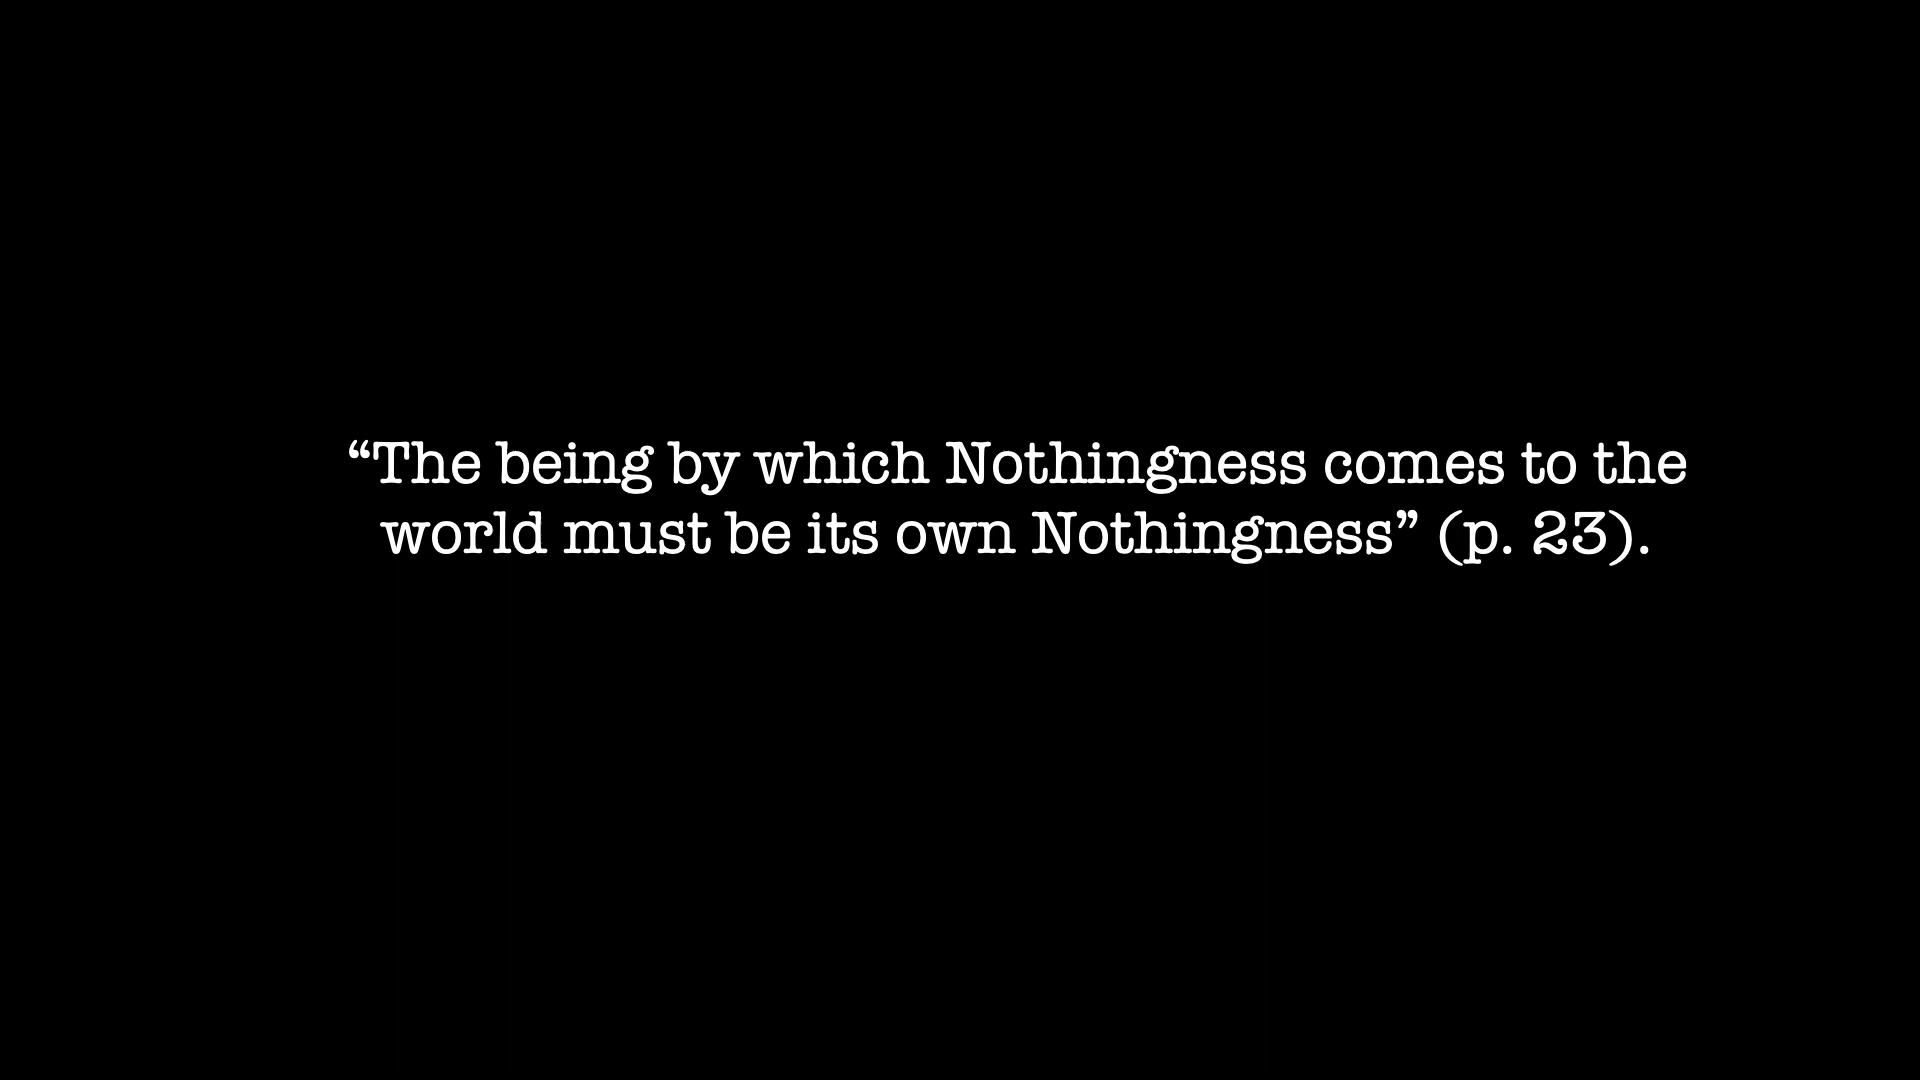 “The being by which Nothingness comes to the
world must be its own Nothingness” (p. 23).